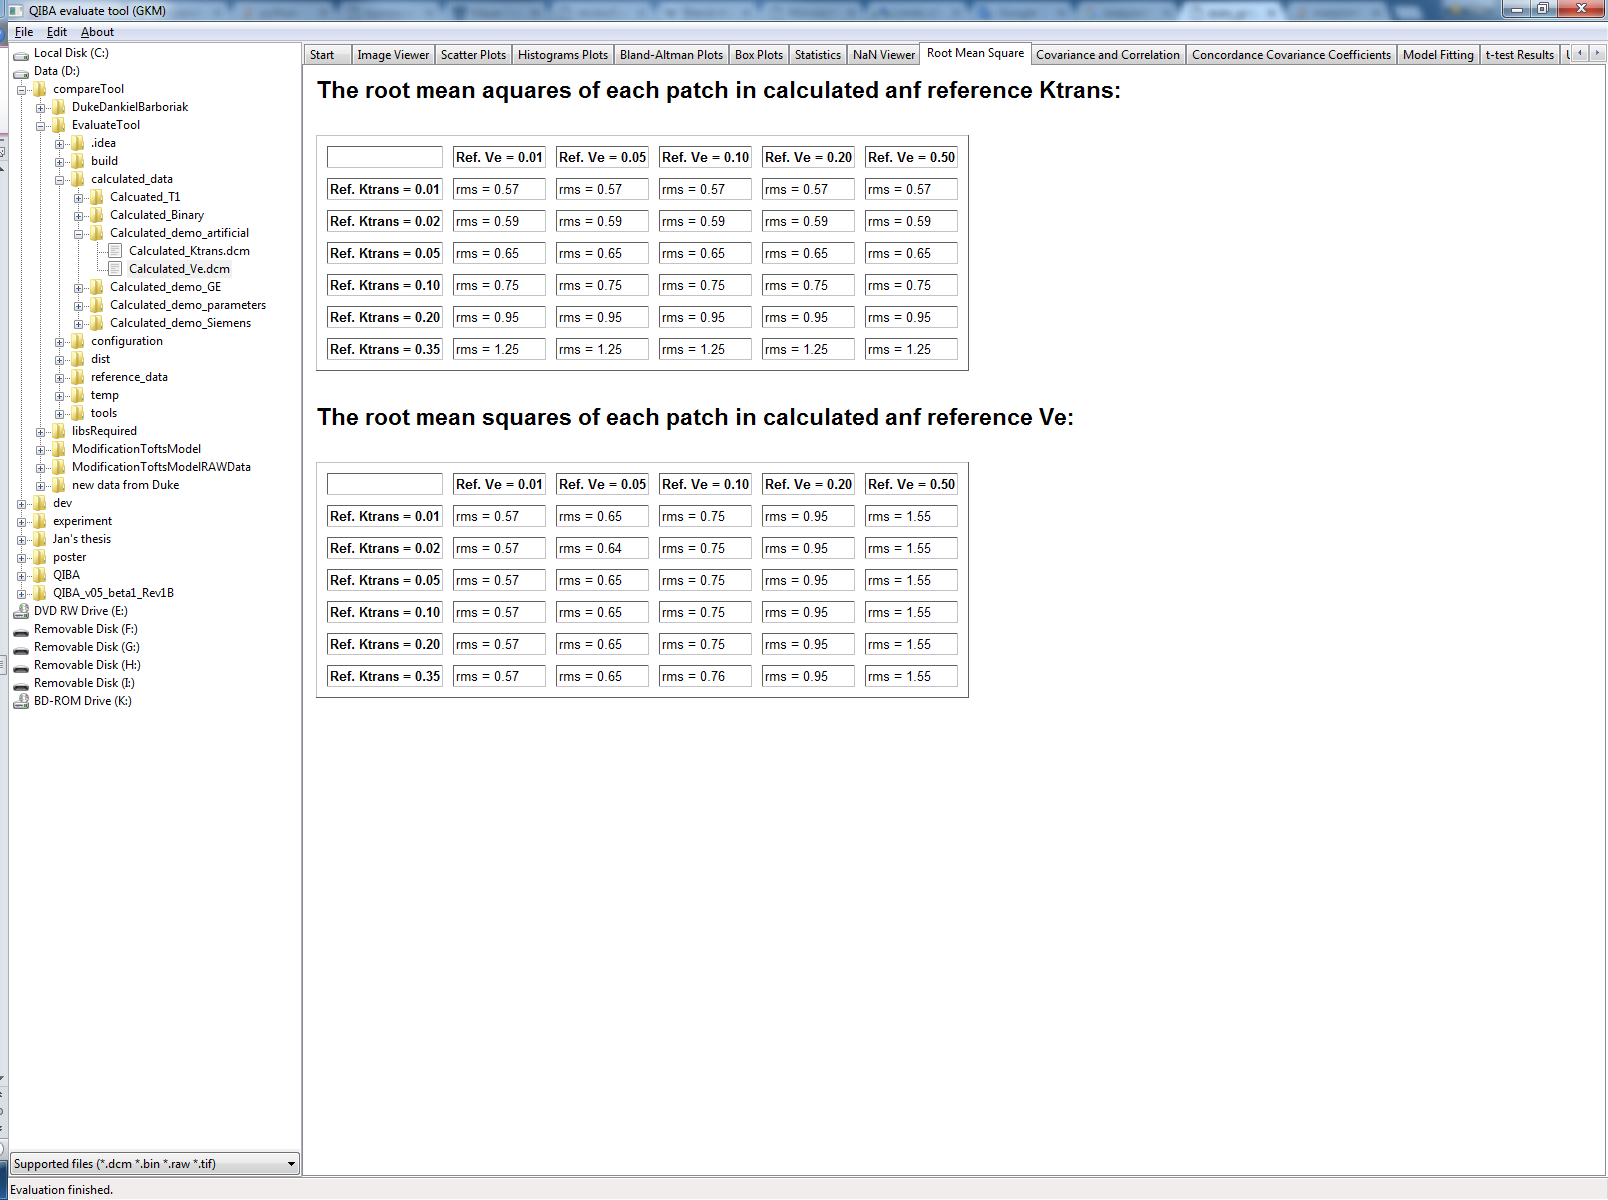 QIBA evaluate tool (GKM)
File Edit About
Local Disk (C:)
Data (D:)
compareTool
DukeDankielBarboriak
EvaluateTool
.idea
build
calculated_data
Calcuated_T1
Calculated_Binary
Calculated_demo_artificial
Calculated_Ktrans.dcm
Calculated_Ve.dcm
Calculated_demo_GE
Calculated_demo_parameters
Calculated_demo_Siemens
configuration
dist
reference_data
temp
tools
libsRequired
ModificationToftsModel
ModificationToftsModelRAWData
new data from Duke
dev
experiment
Jan's thesis
poster
QIBA
QIBA_v05_beta1_Rev1B
DVD RW Drive (E:)
Removable Disk (F:)
Removable Disk (G:)
Removable Disk (H:)
Removable Disk (I:)
BD-ROM Drive (K:)
Supported files (*.dcm *.bin *.raw *.tif)
Evaluation finished.
Start Image Viewer Scatter Plots Histograms Plots Bland-Altman Plots Box Plots Statistics NaN Viewer Root Mean Square Covariance and Correlation Concordance Covariance Coefficients Model Fitting t-test Results
The root mean aquares of each patch in calculated anf reference Ktrans:
Ref. Ve = 0.01 Ref. Ve = 0.05 Ref. Ve = 0.10 Ref. Ve = 0.20 Ref. Ve = 0.50
Ref. Ktrans = 0.01 rms = 0.57 rms = 0.57 rms = 0.57 rms = 0.57 rms = 0.57
Ref. Ktrans = 0.02 rms = 0.59 rms = 0.59 rms = 0.59 rms = 0.59 rms = 0.59
Ref. Ktrans = 0.05 rms = 0.65 rms = 0.65 rms = 0.65 rms = 0.65 rms = 0.65
Ref. Ktrans = 0.10 rms = 0.75 rms = 0.75 rms = 0.75 rms = 0.75 rms = 0.75
Ref. Ktrans = 0.20 rms = 0.95 rms = 0.95 rms = 0.95 rms = 0.95 rms = 0.95
Ref. Ktrans = 0.35 rms = 1.25 rms = 1.25 rms = 1.25 rms = 1.25 rms = 1.25
The root mean squares of each patch in calculated anf reference Ve:
Ref. Ve = 0.01 Ref. Ve = 0.05 Ref. Ve = 0.10 Ref. Ve = 0.20 Ref. Ve = 0.50
Ref. Ktrans = 0.01 rms = 0.57 rms = 0.65 rms = 0.75 rms = 0.95 rms = 1.55
Ref. Ktrans = 0.02 rms = 0.57 rms = 0.64 rms = 0.75 rms = 0.95 rms = 1.55
Ref. Ktrans = 0.05 rms = 0.57 rms = 0.65 rms = 0.75 rms = 0.95 rms = 1.55
Ref. Ktrans = 0.10 rms = 0.57 rms = 0.65 rms = 0.75 rms = 0.95 rms = 1.55
Ref. Ktrans = 0.20 rms = 0.57 rms = 0.65 rms = 0.75 rms = 0.95 rms = 1.55
Ref. Ktrans = 0.35 rms = 0.57 rms = 0.65 rms = 0.76 rms = 0.95 rms = 1.55